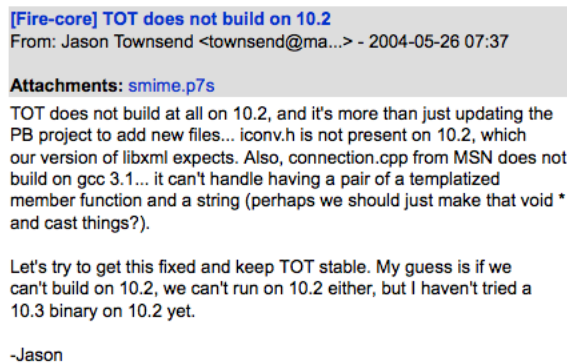 [Fire-core] TOT does not build on 10.2
From: Jason Townsend <townsend@ma...> - 2004-05-26 07:37
Attachments: smime.p7s
TOT does not build at all on 10.2, and it's more than just updating the
PB project to add new files... iconv.h is not present on 10.2, which
our version of libxml expects. Also, connection.cpp from MSN does not
build on gcc 3.1... it can't handle having a pair of a templatized
member function and a string (perhaps we should just make that void *
and cast things?).
Let's try to get this fixed and keep TOT stable. My guess is if we
can't build on 10.2, we can't run on 10.2 either, but I haven't tried a
10.3 binary on 10.2 yet.
-Jason